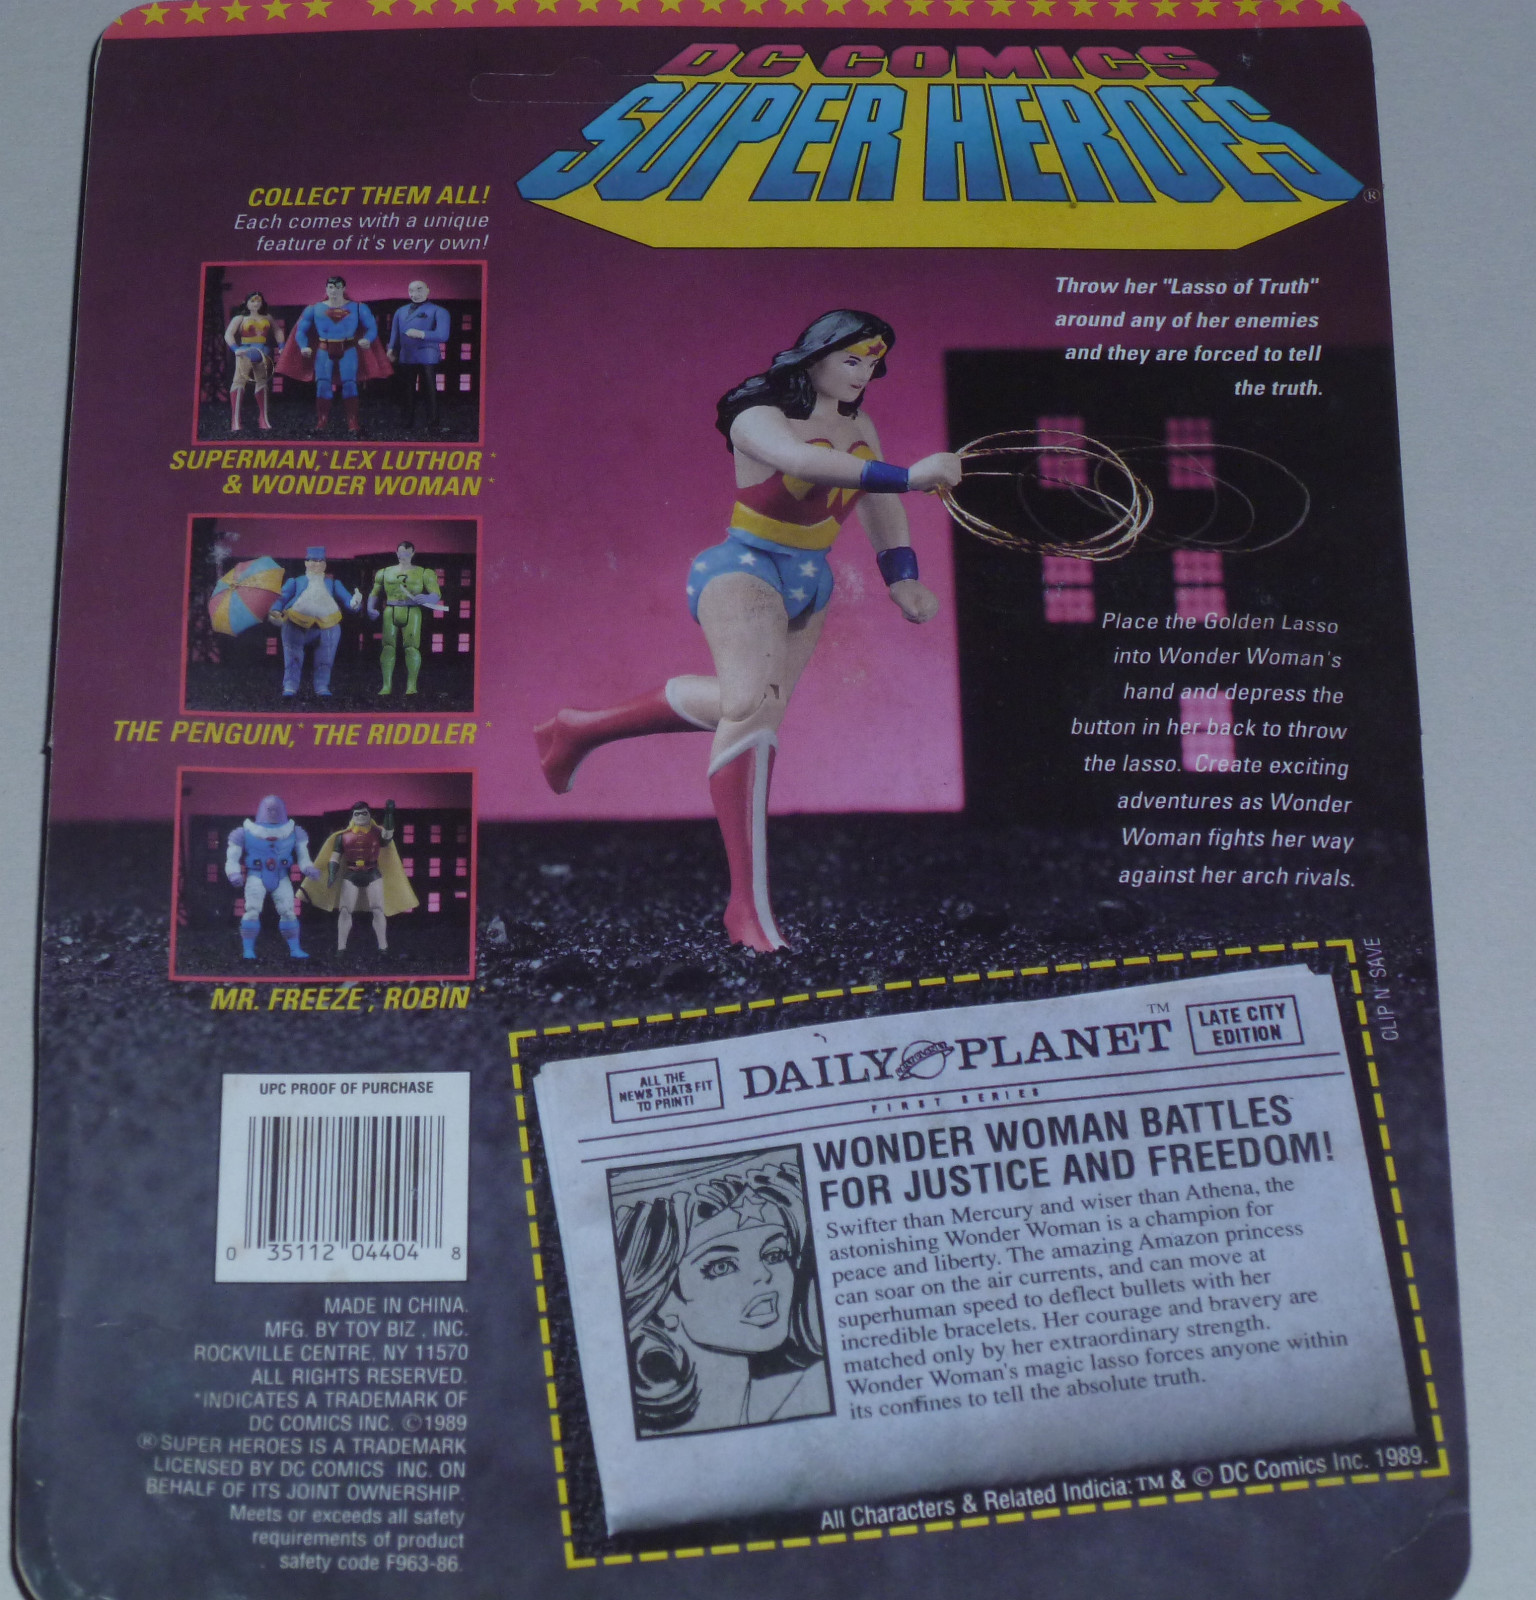 DC COMICS
SUPER HEROES
®
COLLECT THEM ALL!
Each comes with a unique
feature of it's very own!
SUPERMAN,* LEX LUTHOR*
& WONDER WOMAN*
THE PENGUIN,* THE RIDDLER*
MR. FREEZE, ROBIN*
Throw her "Lasso of Truth"
around any of her enemies
and they are forced to tell
the truth.
Place the Golden Lasso
into Wonder Woman's
hand and depress the
button in her back to throw
the lasso. Create exciting
adventures as Wonder
Woman fights her way
against her arch rivals.
CLIP N' SAVE
ALL THE
NEWS THATS FIT
TO PRINT!
DAILY PLANET™
LATE CITY
EDITION
FIRST SERIES
WONDER WOMAN BATTLES
FOR JUSTICE AND FREEDOM!
Swifter than Mercury and wiser than Athena, the
astonishing Wonder Woman is a champion for
peace and liberty. The amazing Amazon princess
can soar on the air currents, and can move at
superhuman speed to deflect bullets with her
incredible bracelets. Her courage and bravery are
matched only by her extraordinary strength.
Wonder Woman's magic lasso forces anyone within
its confines to tell the absolute truth.
All Characters & Related Indicia: ™ & © DC Comics Inc. 1989.
UPC PROOF OF PURCHASE
0 35112 04404 8
MADE IN CHINA.
MFG. BY TOY BIZ, INC.
ROCKVILLE CENTRE, NY 11570
ALL RIGHTS RESERVED.
*INDICATES A TRADEMARK OF
DC COMICS INC. ©1989
® SUPER HEROES IS A TRADEMARK
LICENSED BY DC COMICS INC. ON
BEHALF OF ITS JOINT OWNERSHIP.
Meets or exceeds all safety
requirements of product
safety code F963-86.